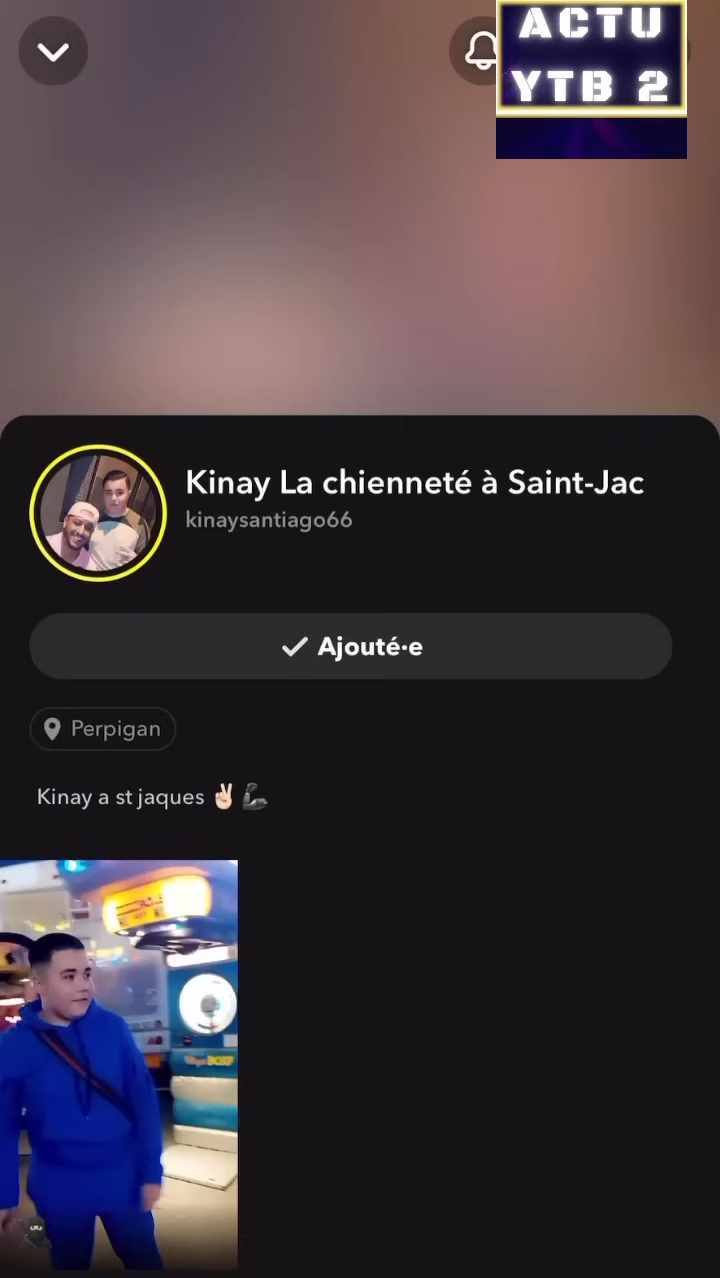 ACTU
YTB 2
Kinay La chienneté à Saint-Jac
kinaysantiago66
Ajouté·e
Perpigan
Kinay a st jaques ✌🏻🦾